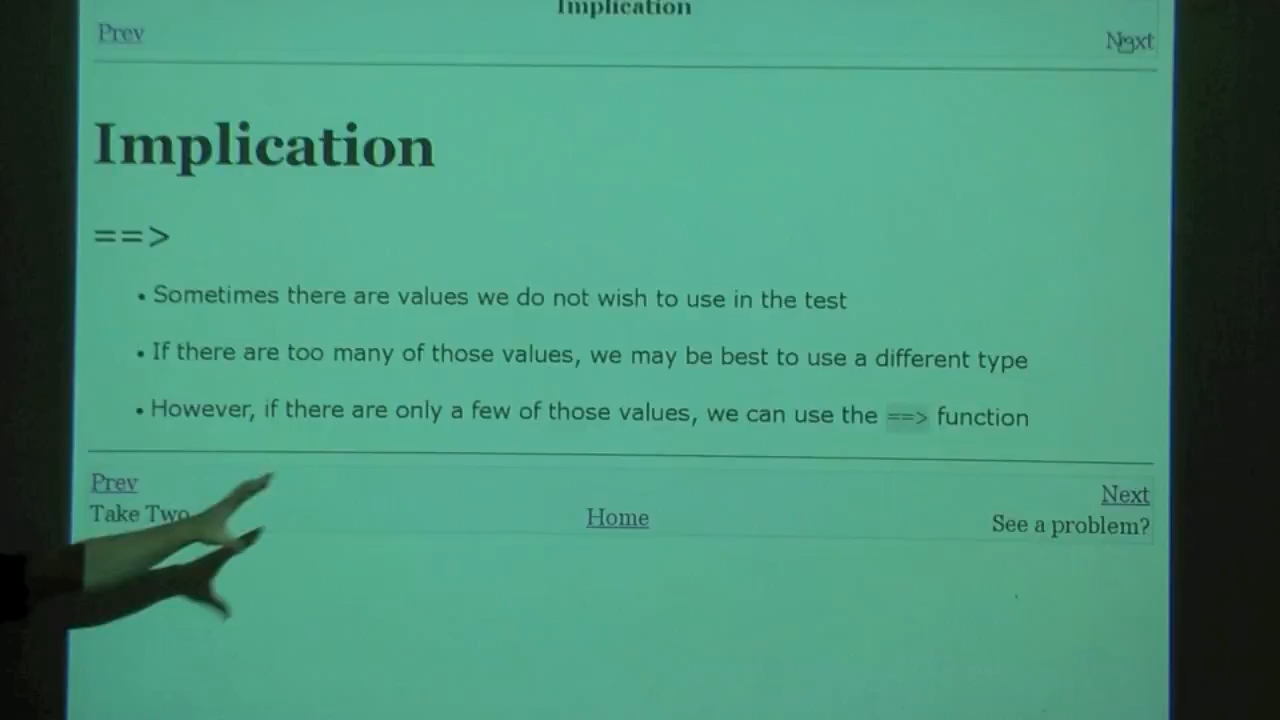 Implication
Prev
Next
Implication
==>
• Sometimes there are values we do not wish to use in the test
• If there are too many of those values, we may be best to use a different type
• However, if there are only a few of those values, we can use the ==> function
Prev
Next
Take Two
Home
See a problem?